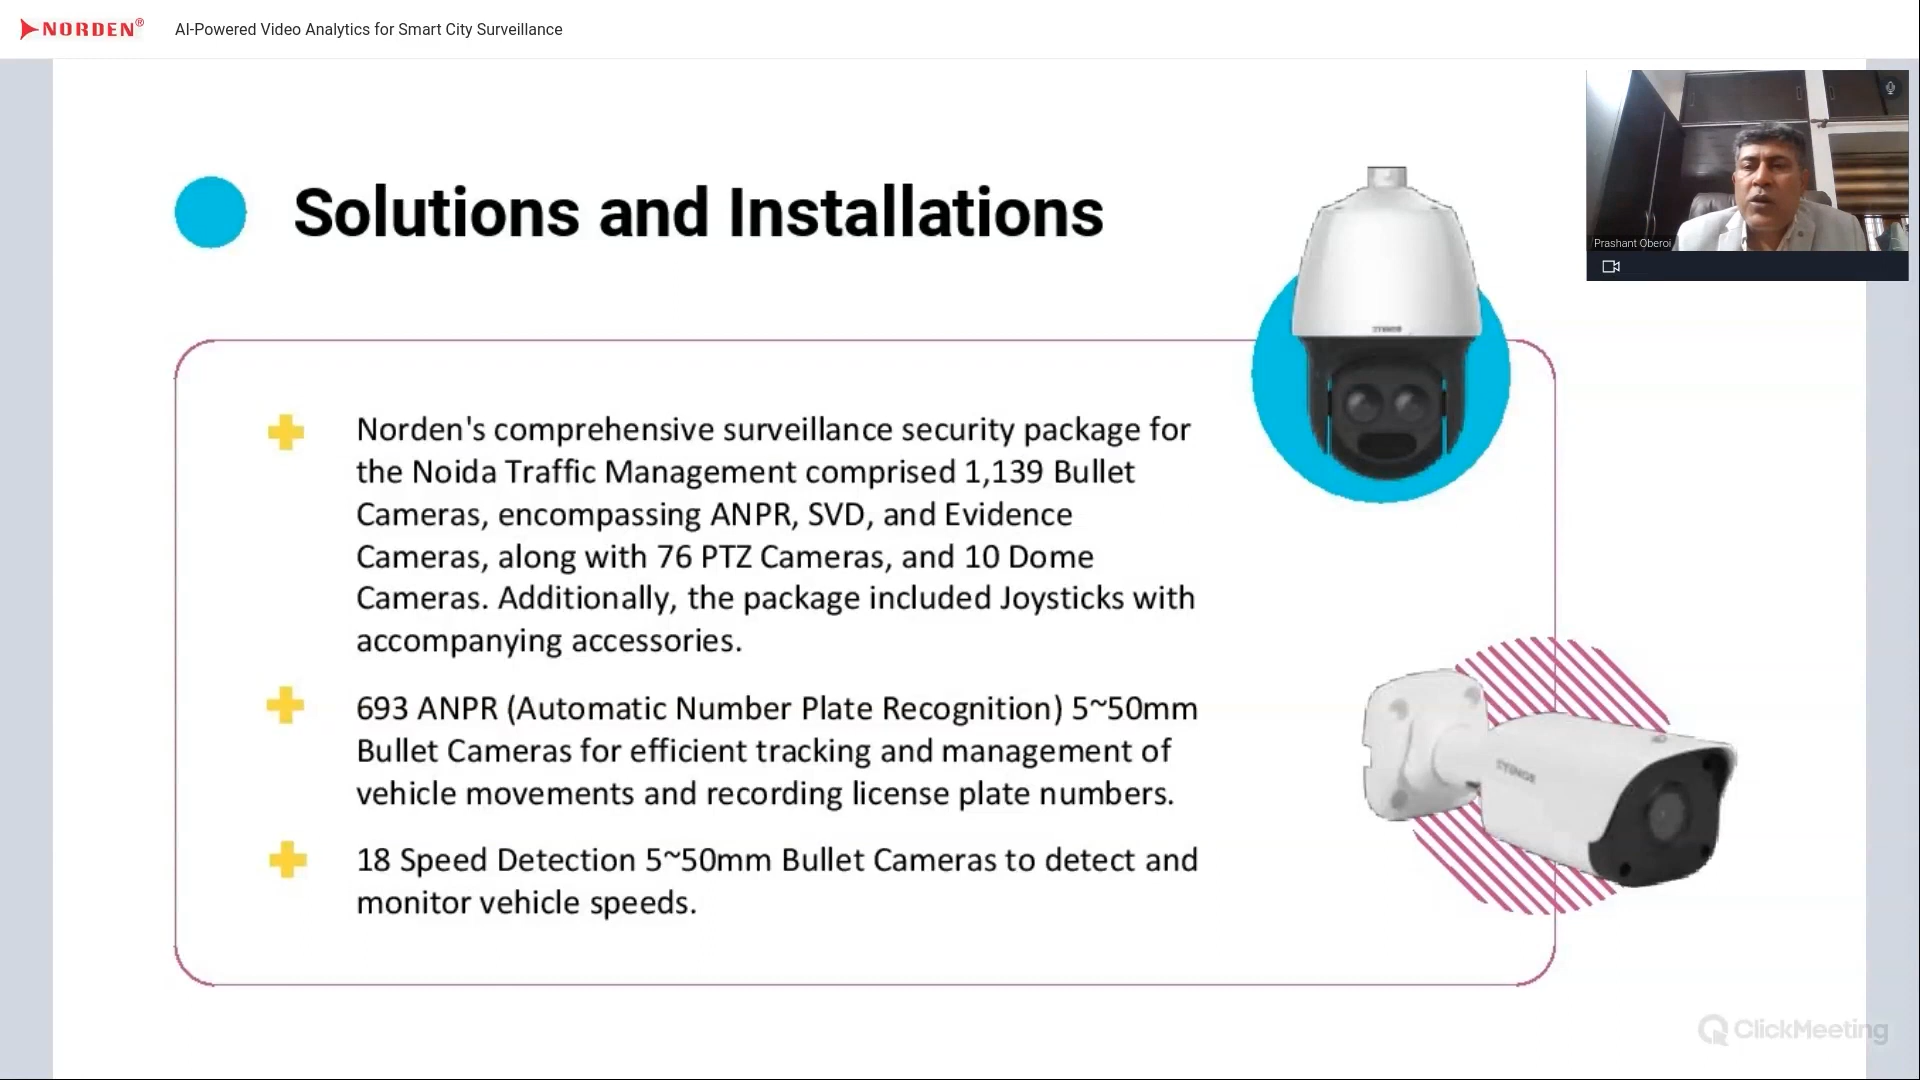 NORDEN®
AI-Powered Video Analytics for Smart City Surveillance
Prashant Oberoi
Solutions and Installations
Norden's comprehensive surveillance security package for
the Noida Traffic Management comprised 1,139 Bullet
Cameras, encompassing ANPR, SVD, and Evidence
Cameras, along with 76 PTZ Cameras, and 10 Dome
Cameras. Additionally, the package included Joysticks with
accompanying accessories.
693 ANPR (Automatic Number Plate Recognition) 5~50mm
Bullet Cameras for efficient tracking and management of
vehicle movements and recording license plate numbers.
18 Speed Detection 5~50mm Bullet Cameras to detect and
monitor vehicle speeds.
ClickMeeting